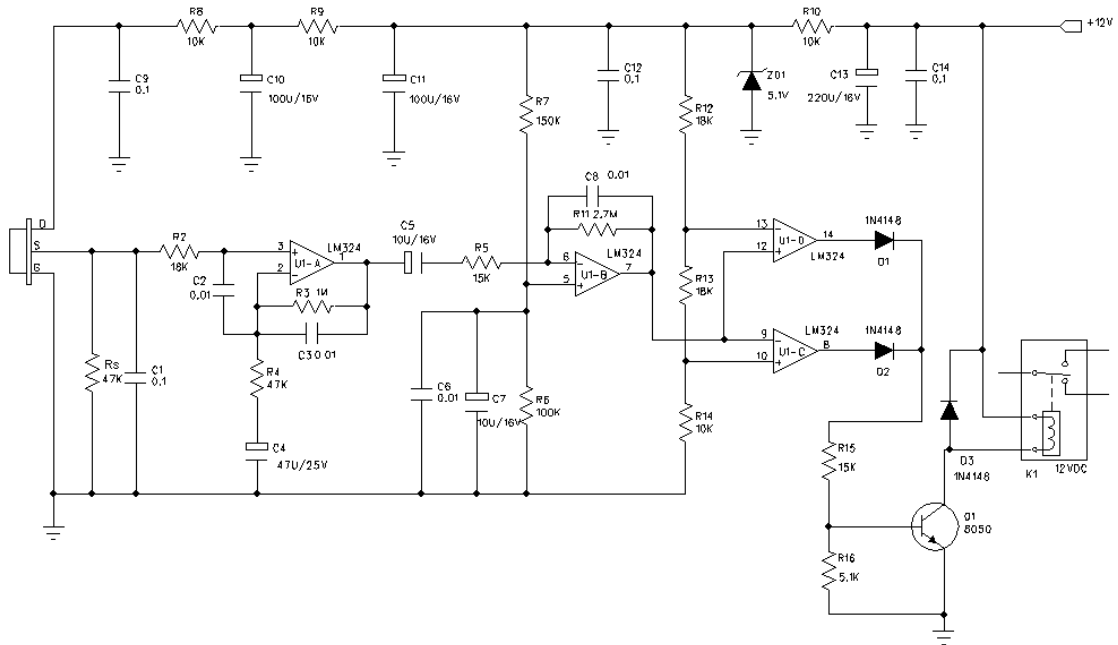 R8
10K
R9
10K
R10
10K
+12V
C9
0.1
C10
100U/16V
C11
100U/16V
C12
0.1
ZD1
5.1V
C13
220U/16V
C14
0.1
R7
150K
R12
18K
D
S
G
R2
18K
C2
0.01
3
+
2
-
U1-A
1
LM324
R3 1M
C3 0.01
C5
10U/16V
R5
15K
C8 0.01
R11 2.7M
LM324
6
-
5
+
U1-B
7
13
-
12
+
U1-D
14
LM324
1N4148
D1
R13
18K
9
-
10
+
U1-C
8
LM324
1N4148
D2
Rs
47K
C1
0.1
R4
47K
C4
47U/25V
C6
0.01
C7
10U/16V
R6
100K
R14
10K
R15
15K
R16
5.1K
Q1
8050
D3
1N4148
K1
12VDC